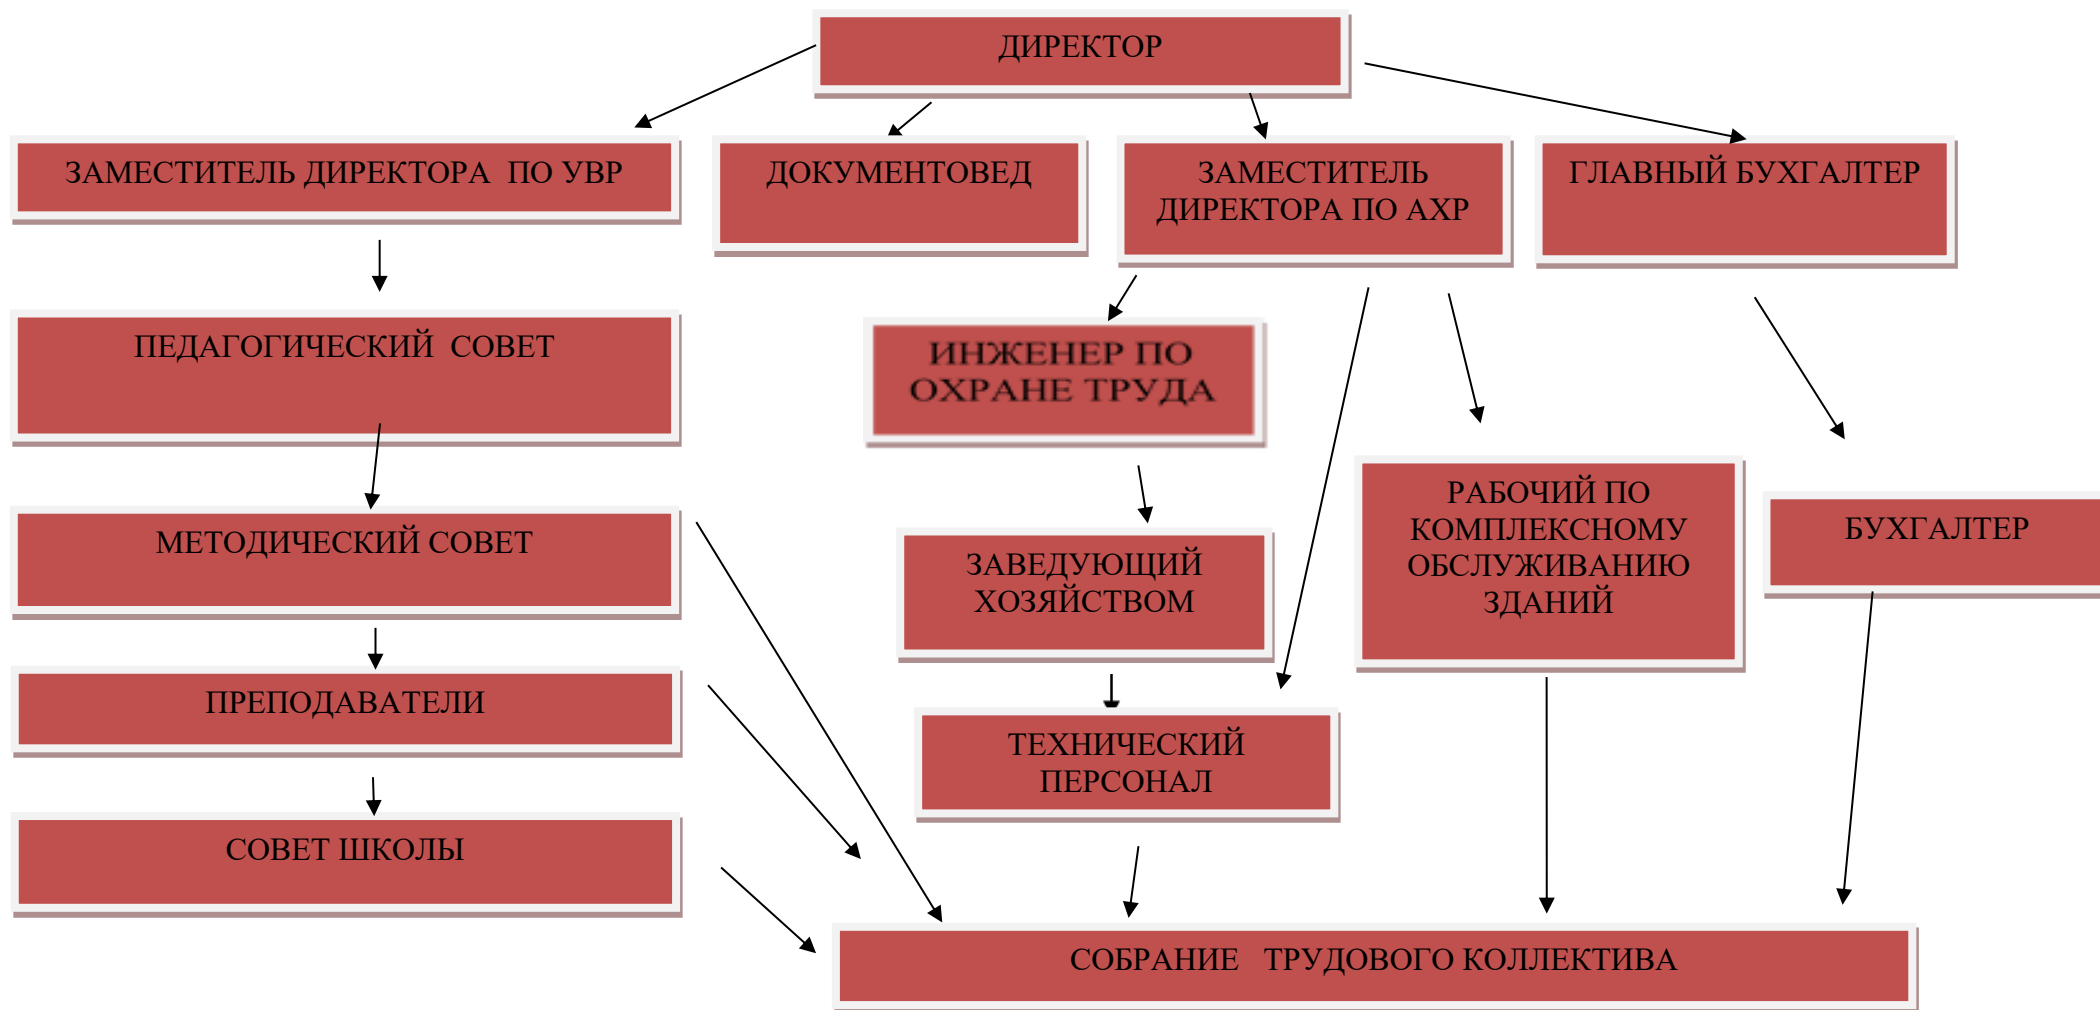 ДИРЕКТОР
ЗАМЕСТИТЕЛЬ ДИРЕКТОРА ПО УВР
ДОКУМЕНТОВЕД
ЗАМЕСТИТЕЛЬ
ДИРЕКТОРА ПО АХР
ГЛАВНЫЙ БУХГАЛТЕР
ПЕДАГОГИЧЕСКИЙ СОВЕТ
ИНЖЕНЕР ПО
ОХРАНЕ ТРУДА
МЕТОДИЧЕСКИЙ СОВЕТ
ЗАВЕДУЮЩИЙ
ХОЗЯЙСТВОМ
РАБОЧИЙ ПО
КОМПЛЕКСНОМУ
ОБСЛУЖИВАНИЮ
ЗДАНИЙ
БУХГАЛТЕР
ПРЕПОДАВАТЕЛИ
ТЕХНИЧЕСКИЙ
ПЕРСОНАЛ
СОВЕТ ШКОЛЫ
СОБРАНИЕ ТРУДОВОГО КОЛЛЕКТИВА